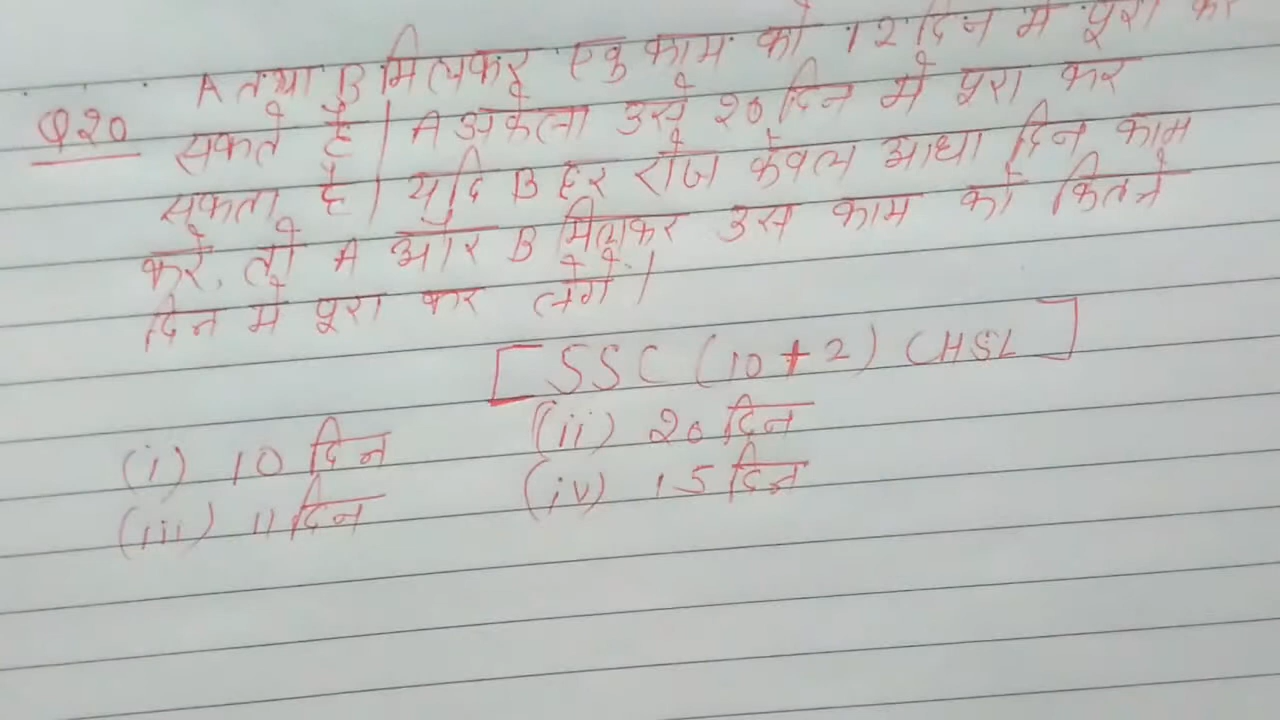 A तथा B मिलकर एक काम को 12 दिन मे पूरा कर
Q20 सकते है। A अकेला उसे 20 दिन मे पूरा कर
सकता है। यदि B हर रोज केवल आधा दिन काम
करे, तो A और B मिलकर उस काम को कितने
दिन मे पूरा कर लेगे।
[SSC (10+2) CHSL]
(i) 10 दिन (ii) 20 दिन
(iii) 11 दिन (iv) 15 दिन